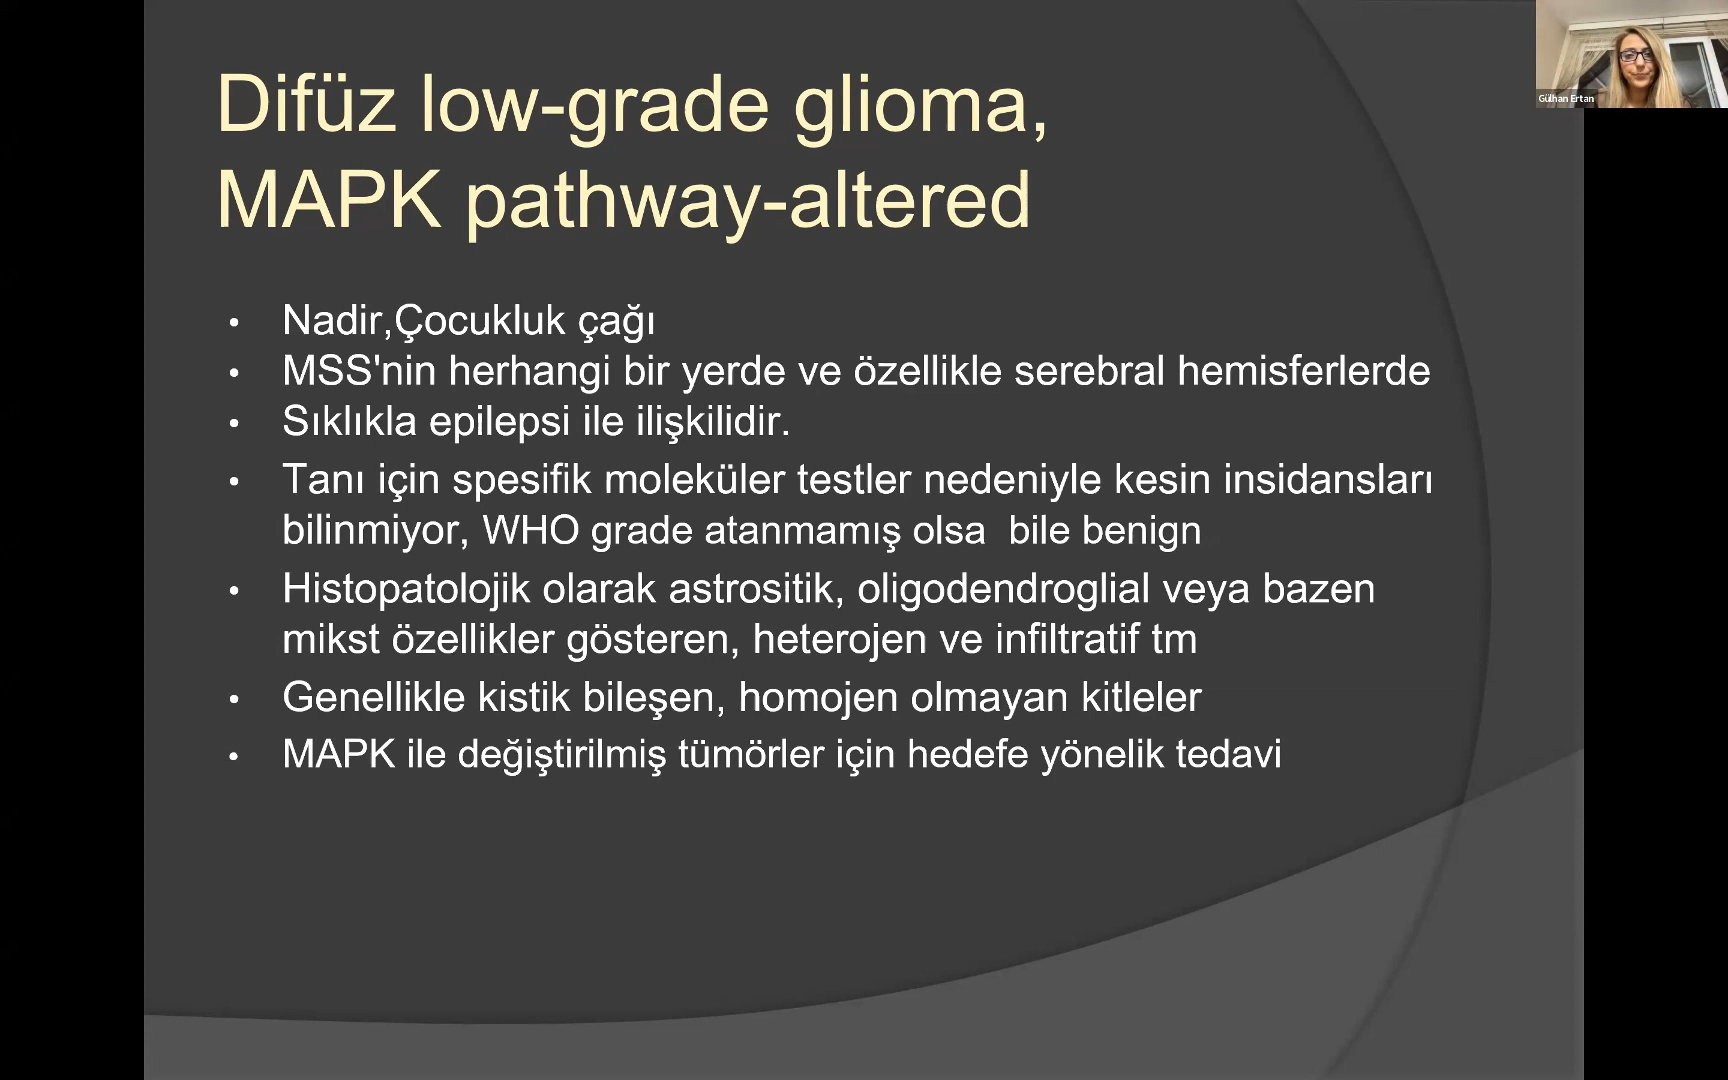 Difüz low-grade glioma,
MAPK pathway-altered
• Nadir,Çocukluk çağı
• MSS'nin herhangi bir yerde ve özellikle serebral hemisferlerde
• Sıklıkla epilepsi ile ilişkilidir.
• Tanı için spesifik moleküler testler nedeniyle kesin insidansları
bilinmiyor, WHO grade atanmamış olsa  bile benign
• Histopatolojik olarak astrositik, oligodendroglial veya bazen
mikst özellikler gösteren, heterojen ve infiltratif tm
• Genellikle kistik bileşen, homojen olmayan kitleler
• MAPK ile değiştirilmiş tümörler için hedefe yönelik tedavi
Gülhan Ertan